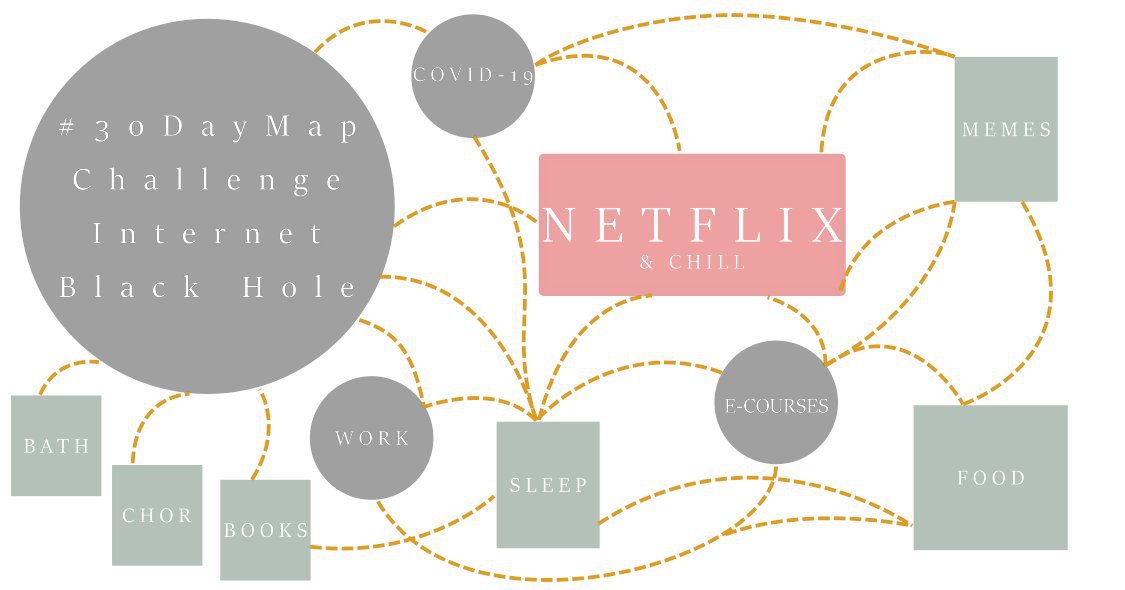 #30DayMap
Challenge
Internet
Black Hole
COVID-19
MEMES
NETFLIX
& CHILL
BATH
CHOR
BOOKS
WORK
SLEEP
E-COURSES
FOOD